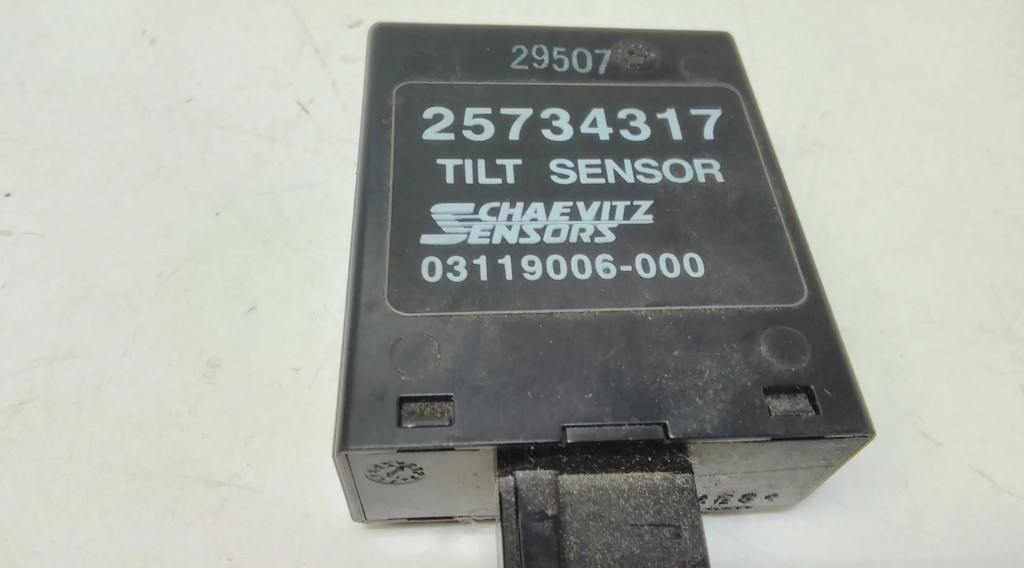 29507
25734317
TILT SENSOR
SCHAEVITZ
SENSORS
03119006-000